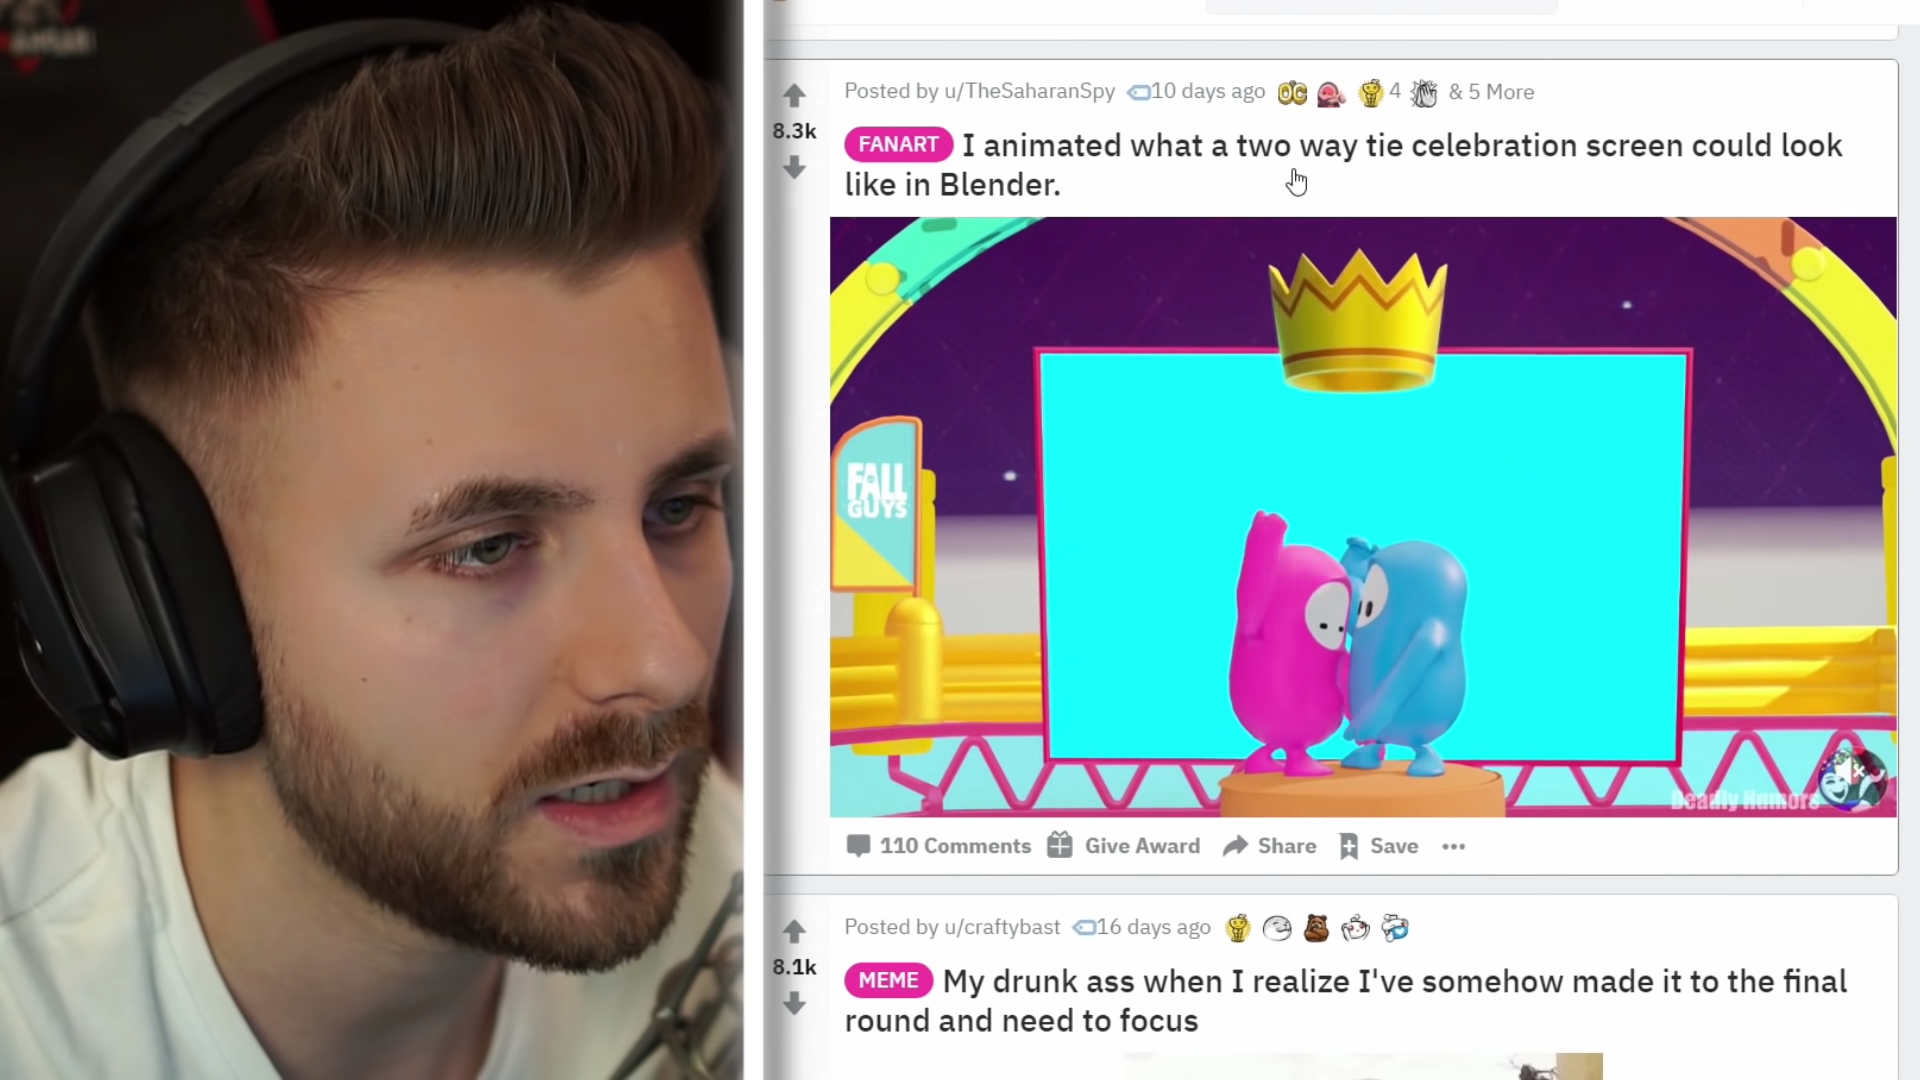 Posted by u/TheSaharanSpy 10 days ago 4 & 5 More
8.3k
FANART I animated what a two way tie celebration screen could look
like in Blender.
FALL
GUYS
Deadly Humors
110 Comments Give Award Share Save ...
Posted by u/craftybast 16 days ago
8.1k
MEME My drunk ass when I realize I've somehow made it to the final
round and need to focus